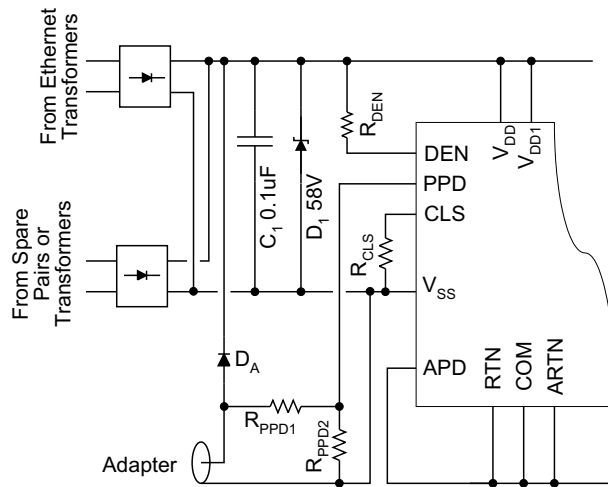 From Ethernet
Transformers
From Spare
Pairs or
Transformers
C1 0.1uF
D1 58V
RDEN
RCLS
DEN
PPD
CLS
VSS
APD
VDD
VDD1
RTN
COM
ARTN
DA
RPPD1
RPPD2
Adapter